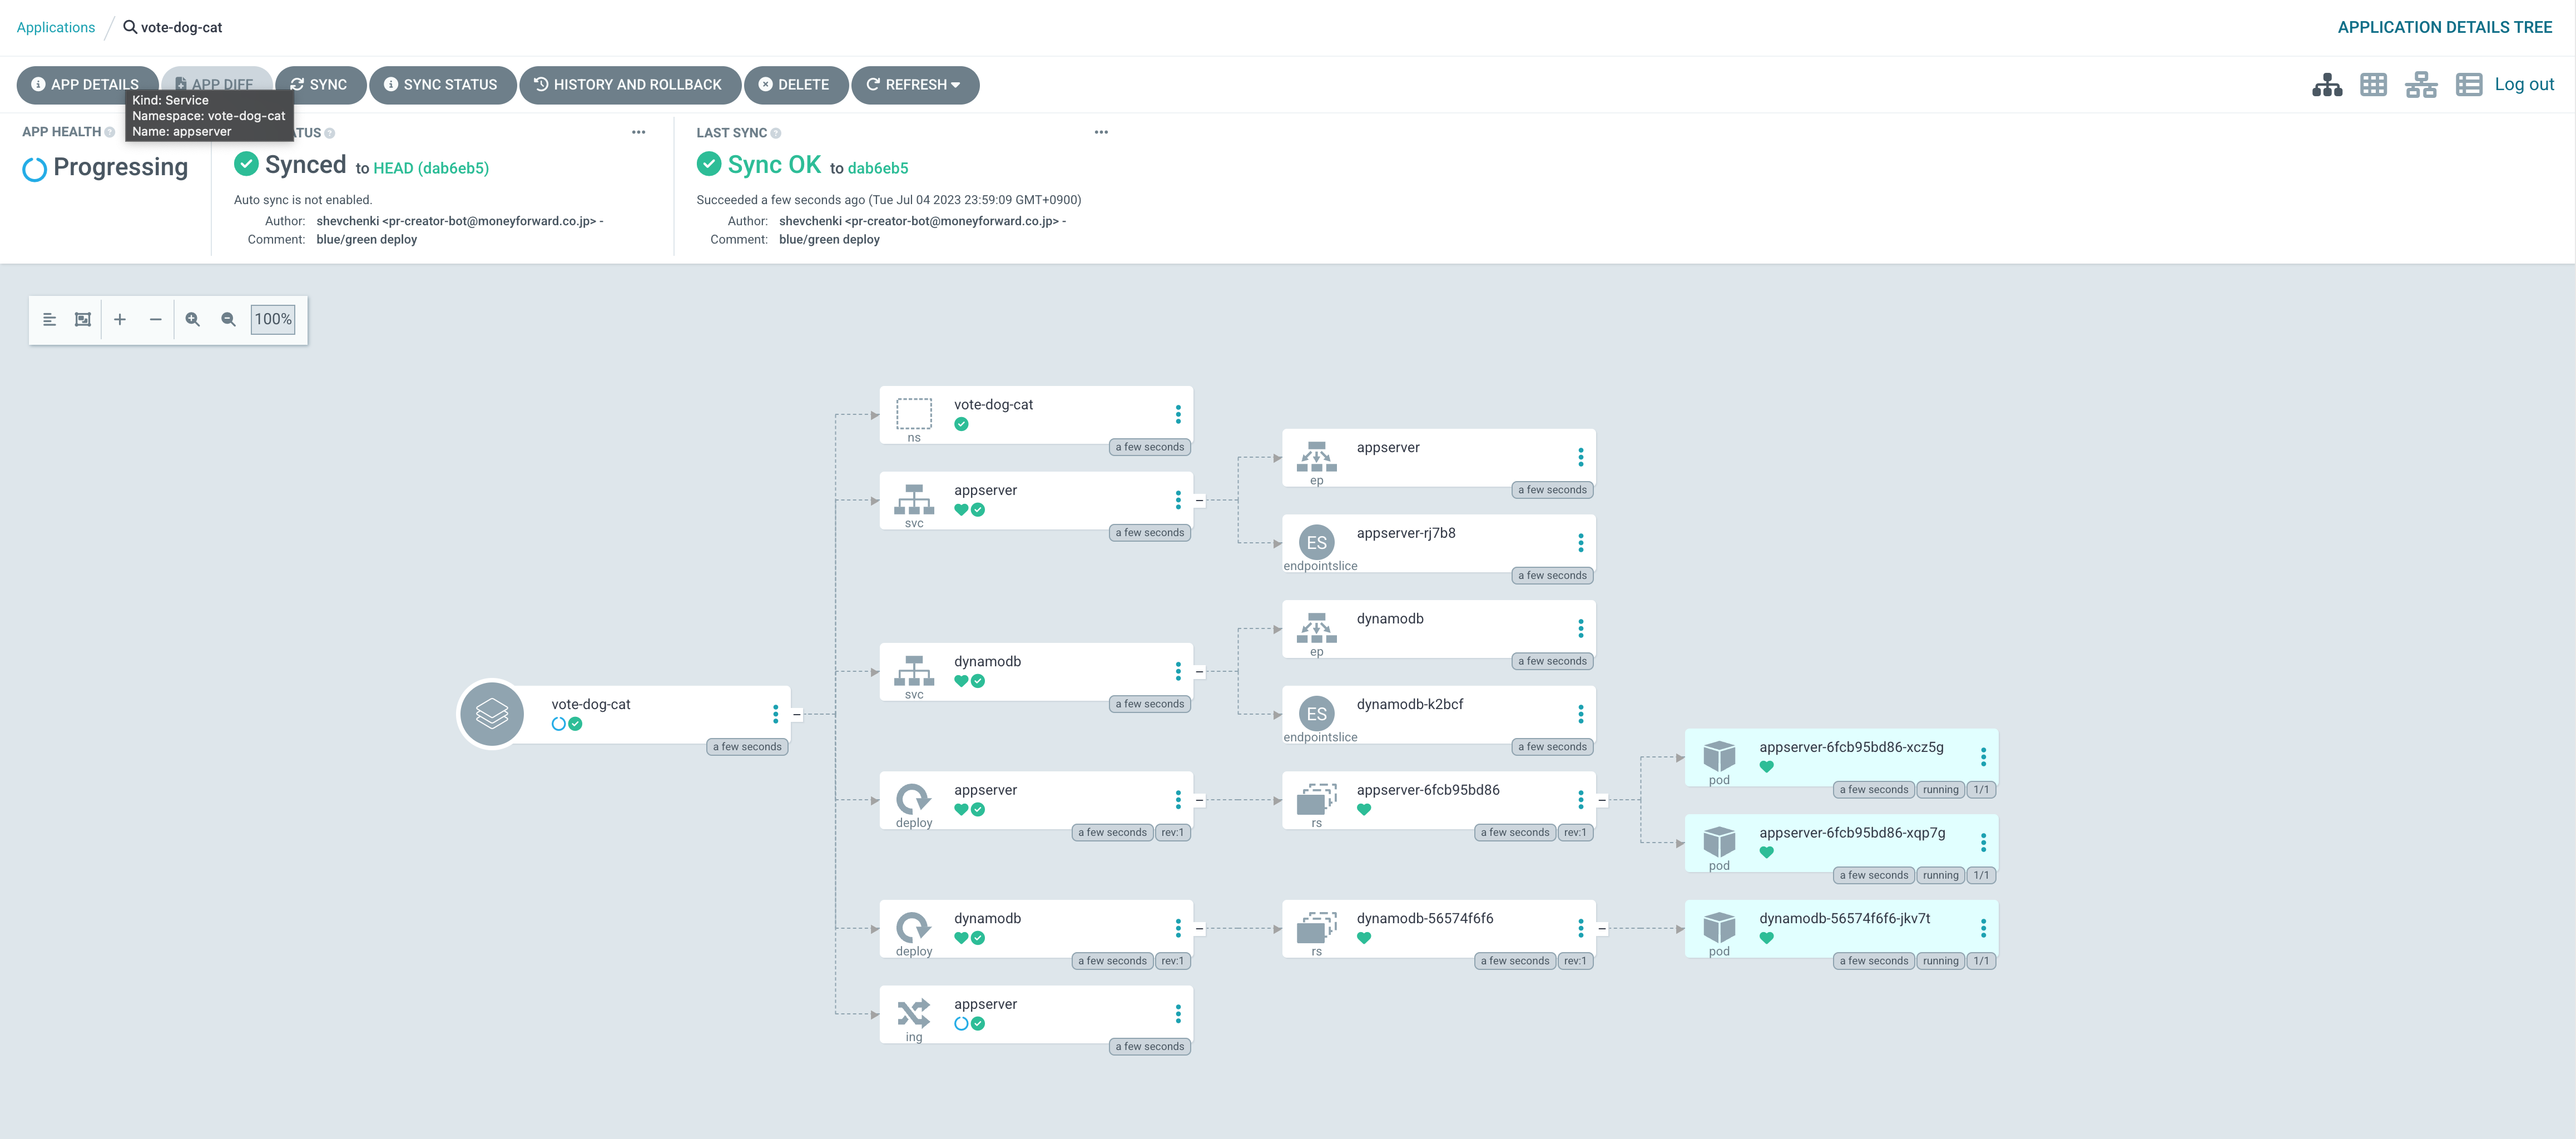 Applications / vote-dog-cat
APPLICATION DETAILS TREE
APP DETAILS
APP DIFF
SYNC
SYNC STATUS
HISTORY AND ROLLBACK
DELETE
REFRESH
Log out
Kind: Service
Namespace: vote-dog-cat
Name: appserver
APP HEALTH
Progressing
ATUS
Synced to HEAD (dab6eb5)
Auto sync is not enabled.
Author: shevchenki <pr-creator-bot@moneyforward.co.jp> -
Comment: blue/green deploy
LAST SYNC
Sync OK to dab6eb5
Succeeded a few seconds ago (Tue Jul 04 2023 23:59:09 GMT+0900)
Author: shevchenki <pr-creator-bot@moneyforward.co.jp> -
Comment: blue/green deploy
100%
vote-dog-cat
a few seconds
vote-dog-cat
ns
a few seconds
appserver
svc
a few seconds
dynamodb
svc
a few seconds
appserver
deploy
a few seconds rev:1
dynamodb
deploy
a few seconds rev:1
appserver
ing
a few seconds
appserver
ep
a few seconds
ES
appserver-rj7b8
endpointslice
a few seconds
dynamodb
ep
a few seconds
ES
dynamodb-k2bcf
endpointslice
a few seconds
appserver-6fcb95bd86
rs
a few seconds rev:1
dynamodb-56574f6f6
rs
a few seconds rev:1
appserver-6fcb95bd86-xcz5g
pod
a few seconds running 1/1
appserver-6fcb95bd86-xqp7g
pod
a few seconds running 1/1
dynamodb-56574f6f6-jkv7t
pod
a few seconds running 1/1